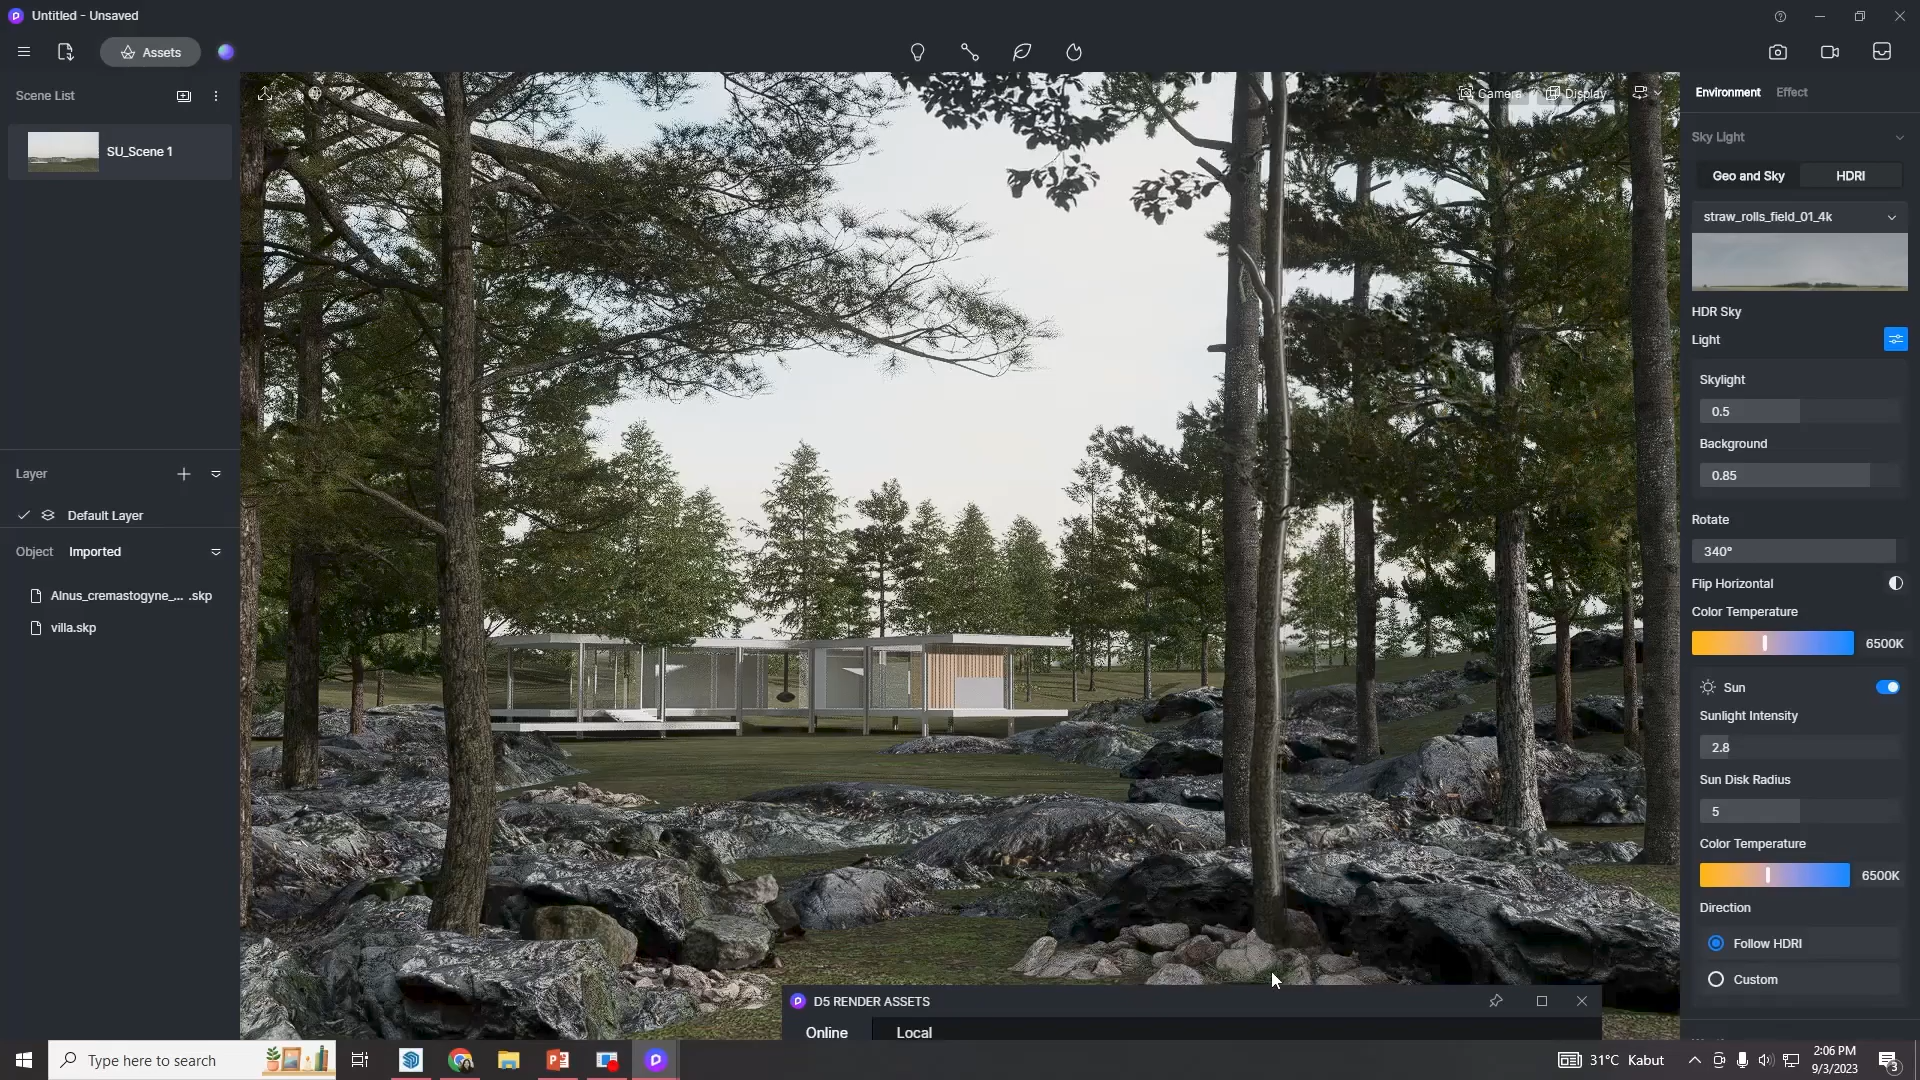 Untitled - Unsaved
Assets
Scene List
SU_Scene 1
Layer
Default Layer
Object Imported
Alnus_cremastogyne_... .skp
villa.skp
Camera Display
Environment Effect
Sky Light
Geo and Sky HDRI
straw_rolls_field_01_4k
HDR Sky
Light
Skylight
0.5
Background
0.85
Rotate
340°
Flip Horizontal
Color Temperature
6500K
Sun
Sunlight Intensity
2.8
Sun Disk Radius
5
Color Temperature
6500K
Direction
Follow HDRI
Custom
D5 RENDER ASSETS
Online Local
Type here to search
31°C Kabut
2:06 PM
9/3/2023
3